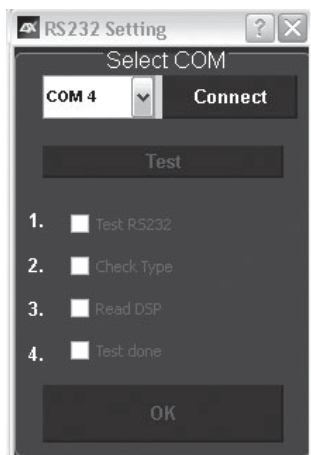 RS232 Setting
Select COM
COM 4 Connect
Test
1. Test RS232
2. Check Type
3. Read DSP
4. Test done
OK